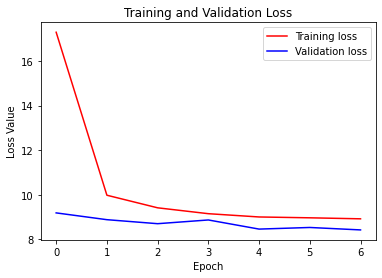 Training and Validation Loss
Training loss
Validation loss
Loss Value
16
14
12
10
8
0 1 2 3 4 5 6
Epoch